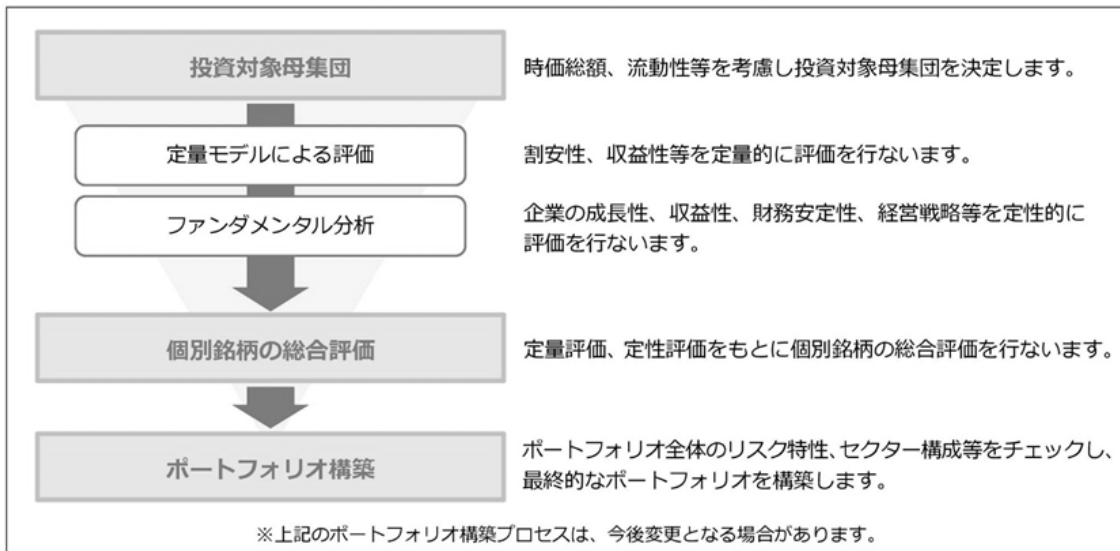 投資対象母集団
時価総額、流動性等を考慮し投資対象母集団を決定します。
定量モデルによる評価
割安性、収益性等を定量的に評価を行ないます。
ファンダメンタル分析
企業の成長性、収益性、財務安定性、経営戦略等を定性的に
評価を行ないます。
個別銘柄の総合評価
定量評価、定性評価をもとに個別銘柄の総合評価を行ないます。
ポートフォリオ構築
ポートフォリオ全体のリスク特性、セクター構成等をチェックし、
最終的なポートフォリオを構築します。
※上記のポートフォリオ構築プロセスは、今後変更となる場合があります。